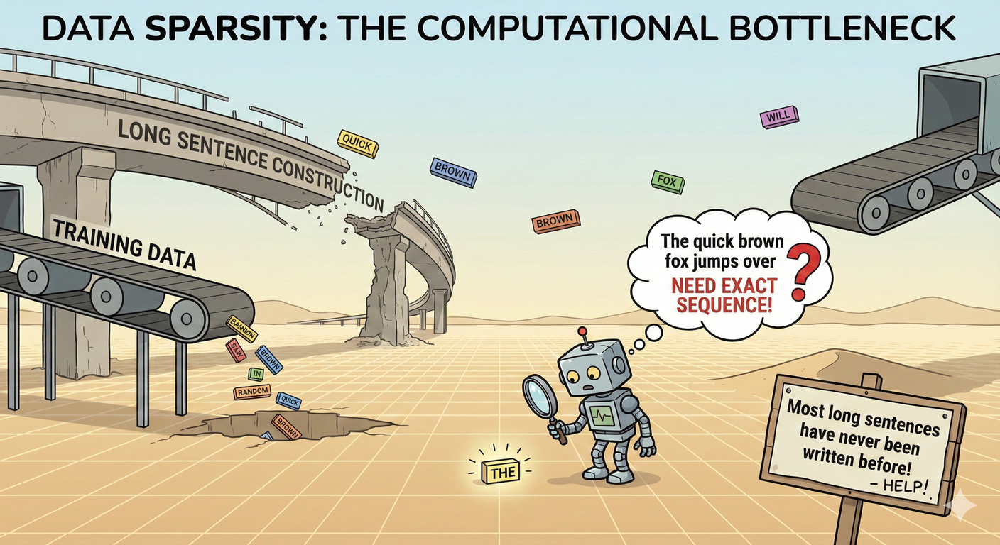 DATA SPARSITY: THE COMPUTATIONAL BOTTLENECK
LONG SENTENCE CONSTRUCTION
QUICK
BROWN
WILL
FOX
BROWN
TRAINING DATA
The quick brown
fox jumps over
NEED EXACT
SEQUENCE!
?
BROWN
IN
RANDOM
QUICK
BROWN
THE
Most long sentences
have never been
written before!
- HELP!